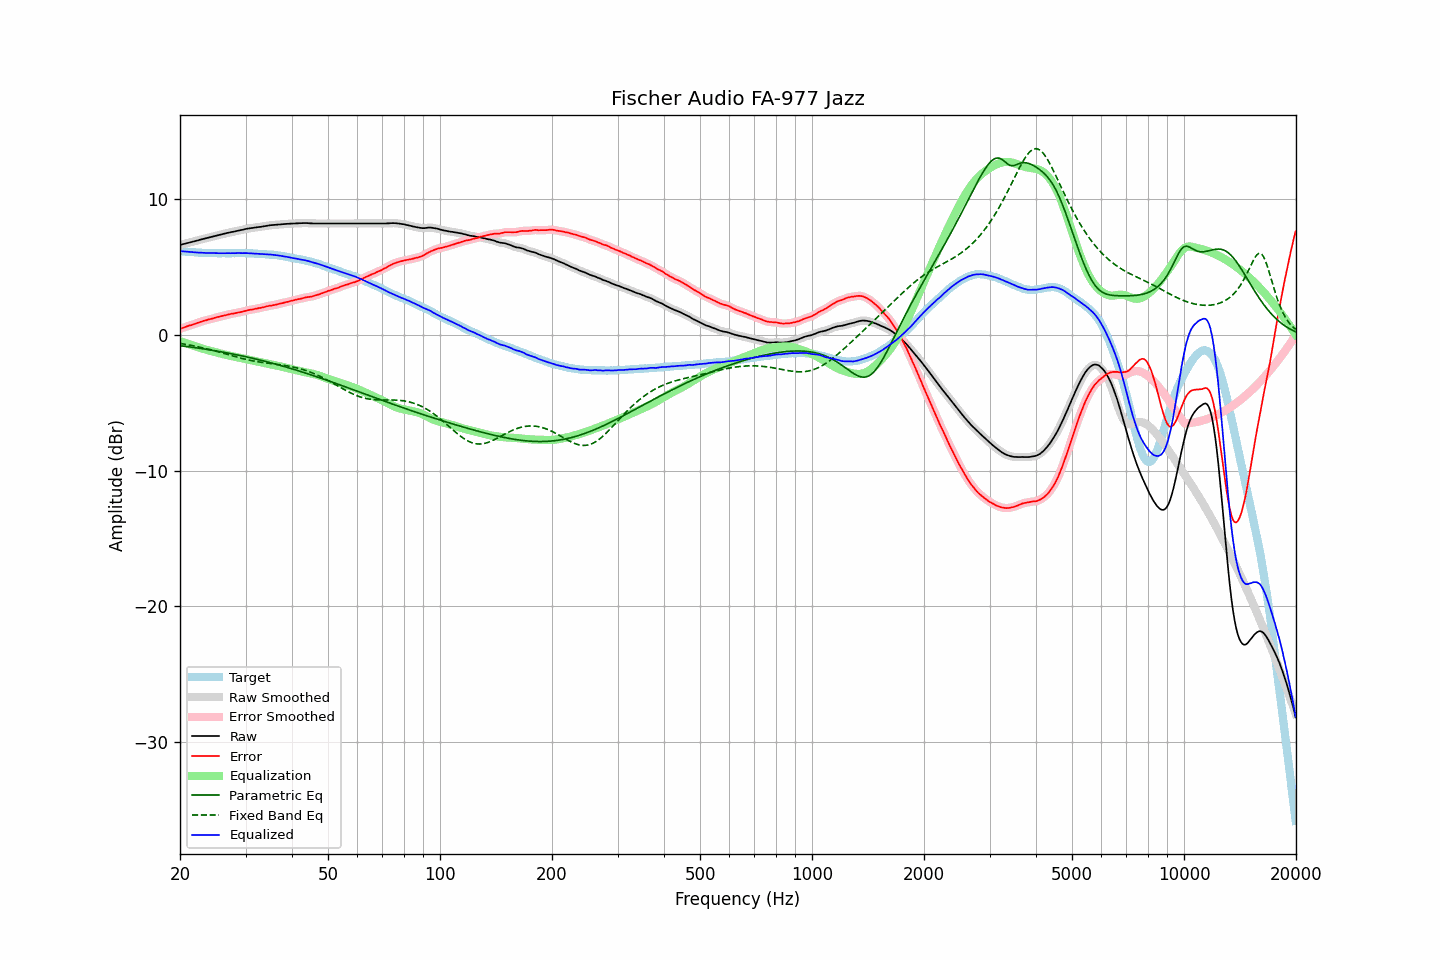 Fischer Audio FA-977 Jazz
Amplitude (dBr)
10
0
−10
−20
−30
Target
Raw Smoothed
Error Smoothed
Raw
Error
Equalization
Parametric Eq
Fixed Band Eq
Equalized
20 50 100 200 500 1000 2000 5000 10000 20000
Frequency (Hz)